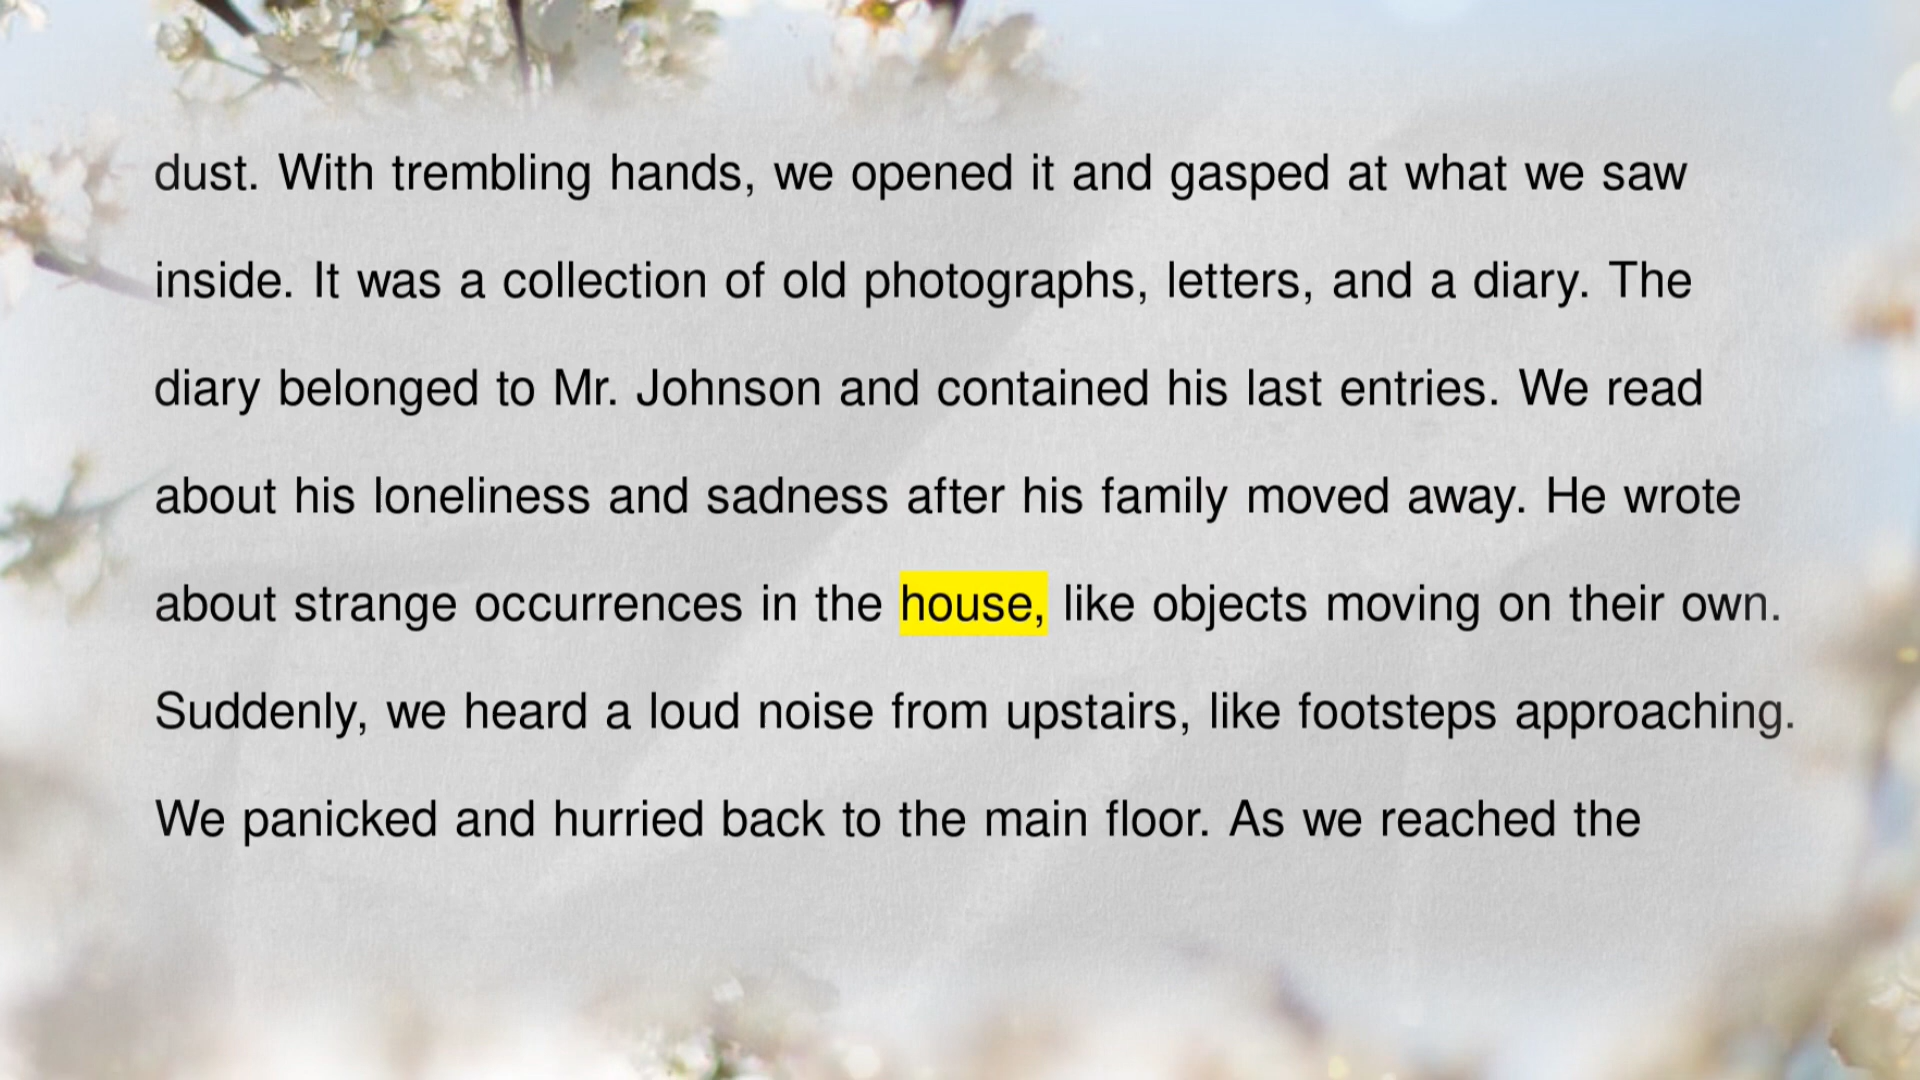 dust. With trembling hands, we opened it and gasped at what we saw
inside. It was a collection of old photographs, letters, and a diary. The
diary belonged to Mr. Johnson and contained his last entries. We read
about his loneliness and sadness after his family moved away. He wrote
about strange occurrences in the house, like objects moving on their own.
Suddenly, we heard a loud noise from upstairs, like footsteps approaching.
We panicked and hurried back to the main floor. As we reached the